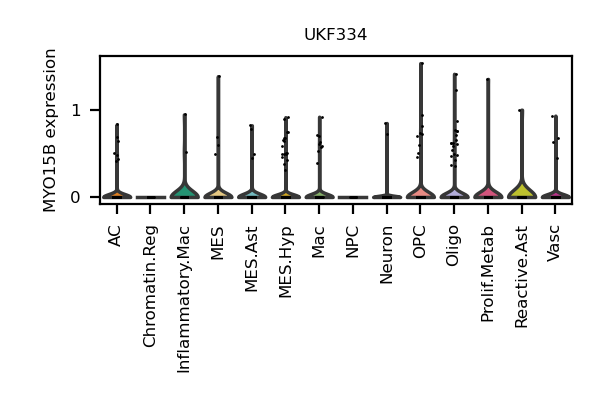 UKF334
MYO15B expression
1
0
AC
Chromatin.Reg
Inflammatory.Mac
MES
MES.Ast
MES.Hyp
Mac
NPC
Neuron
OPC
Oligo
Prolif.Metab
Reactive.Ast
Vasc